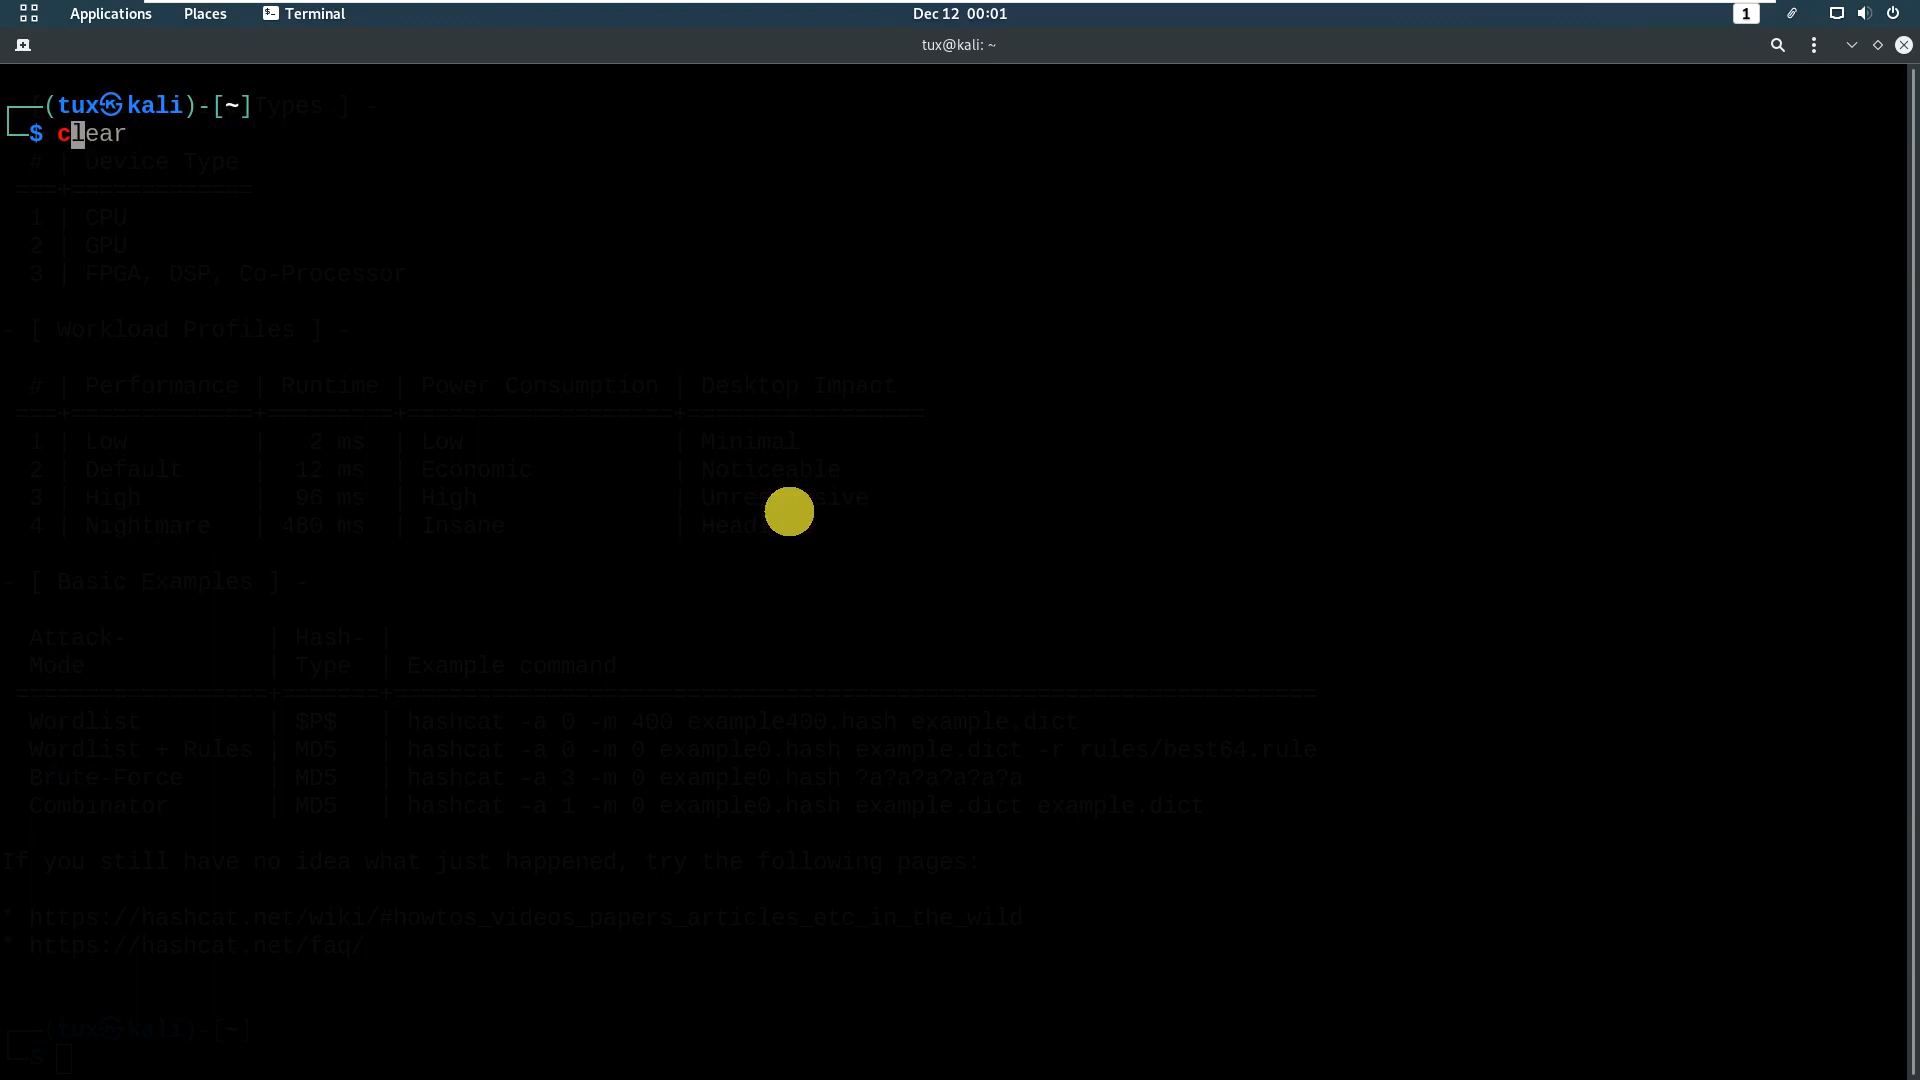 Applications Places Terminal Dec 12 00:01 1
tux@kali: ~
┌──(tux㉿kali)-[~] Types ] -
└─$ clear
# | Device Type
===+=============
1 | CPU
2 | GPU
3 | FPGA, DSP, Co-Processor
- [ Workload Profiles ] -
# | Performance | Runtime | Power Consumption | Desktop Impact
===+=============+=========+===================+=================
1 | Low | 2 ms | Low | Minimal
2 | Default | 12 ms | Economic | Noticeable
3 | High | 96 ms | High |
4 | Nightmare | 480 ms | Insane |
- [ Basic Examples ] -
Attack- | Hash- |
Mode | Type | Example command
==================+=======+==================================================================
Wordlist | $P$ | hashcat -a 0 -m 400 example400.hash example.dict
Wordlist + Rules | MD5 | hashcat -a 0 -m 0 example0.hash example.dict -r rules/best64.rule
Brute-Force | MD5 | hashcat -a 3 -m 0 example0.hash ?a?a?a?a?a?a
Combinator | MD5 | hashcat -a 1 -m 0 example0.hash example.dict example.dict
If you still have no idea what just happened, try the following pages:
* https://hashcat.net/wiki/#howtos_videos_papers_articles_etc_in_the_wild
* https://hashcat.net/faq/
┌──(tux㉿kali)-[~]
└─$